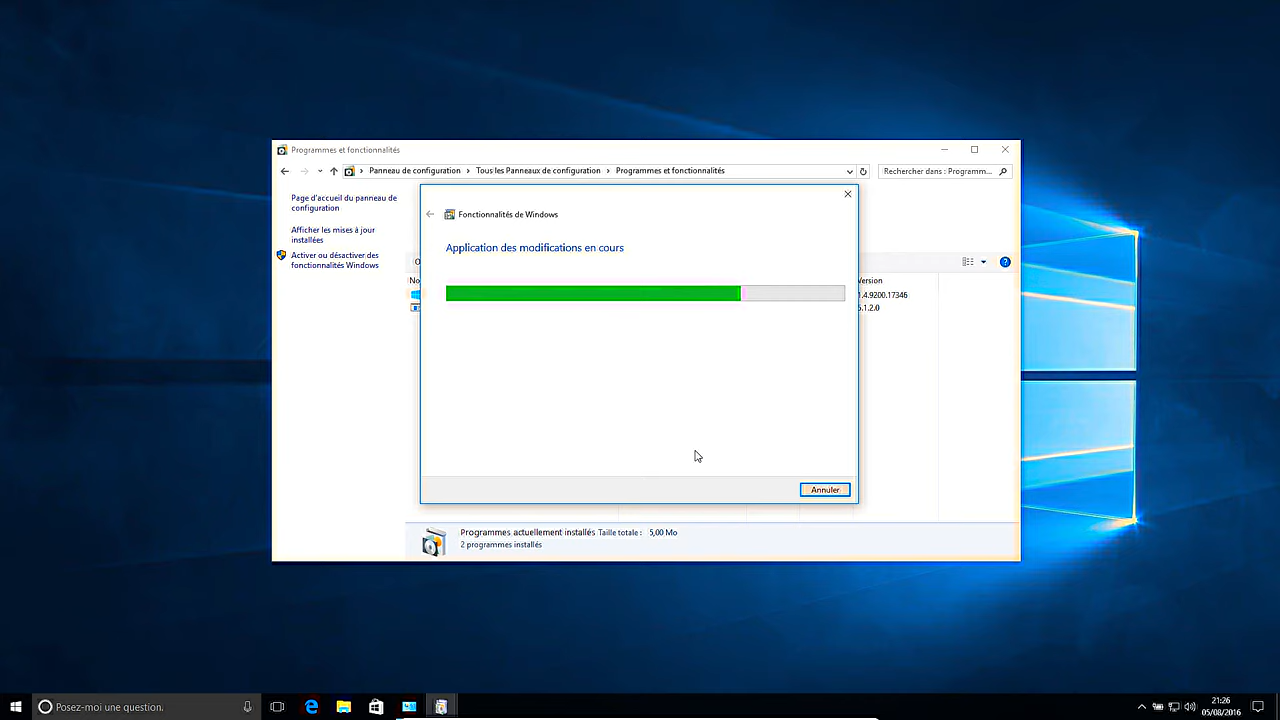 Programmes et fonctionnalités
Panneau de configuration > Tous les Panneaux de configuration > Programmes et fonctionnalités
Rechercher dans : Programm...
Page d'accueil du panneau de
configuration
Afficher les mises à jour
installées
Activer ou désactiver des
fonctionnalités Windows
Fonctionnalités de Windows
Application des modifications en cours
Version
1.4.9200.17346
.1.2.0
Annuler
Programmes actuellement installés Taille totale : 5,00 Mo
2 programmes installés
Posez-moi une question.
21:26
05/08/2016